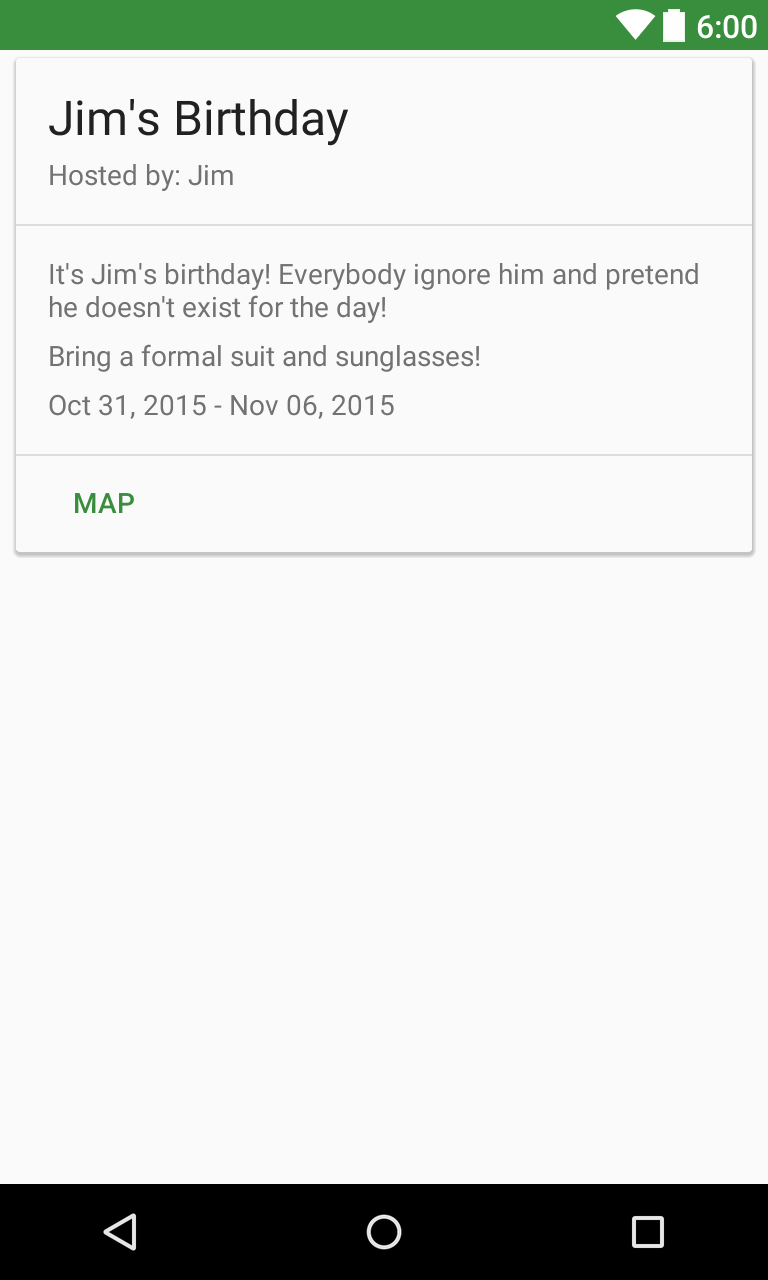 6:00
Jim's Birthday
Hosted by: Jim
It's Jim's birthday! Everybody ignore him and pretend
he doesn't exist for the day!
Bring a formal suit and sunglasses!
Oct 31, 2015 - Nov 06, 2015
MAP